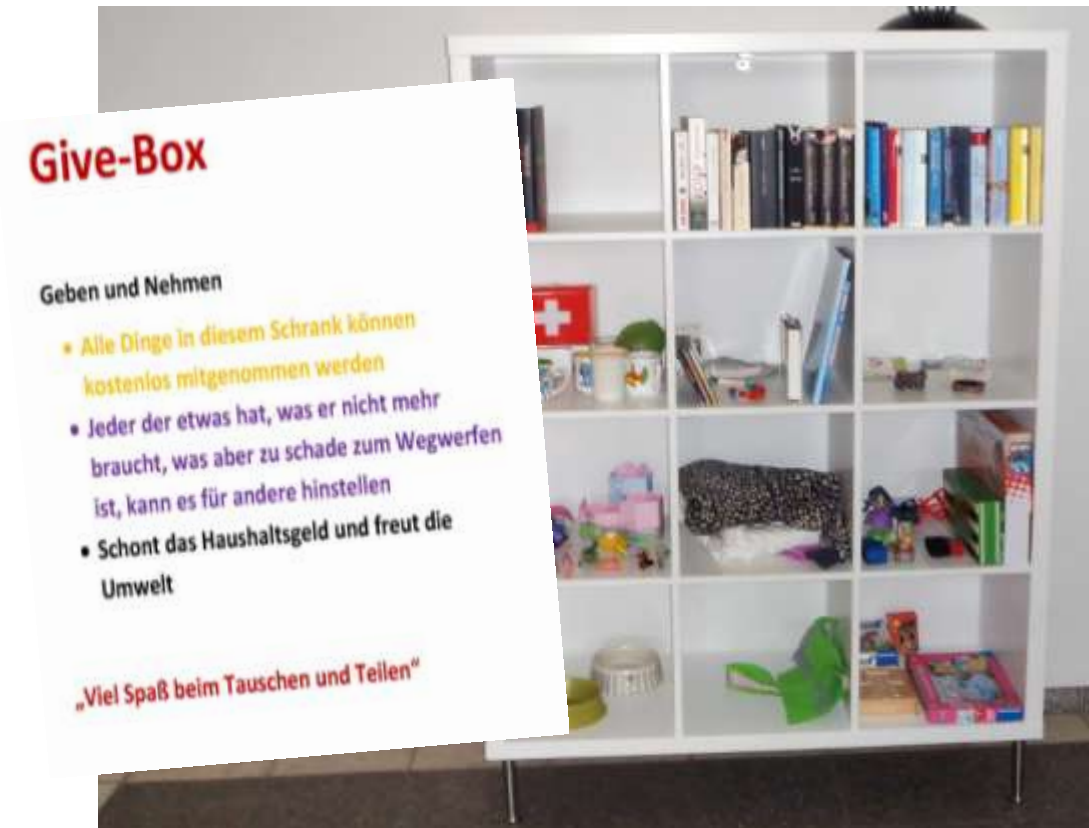 Give-Box
Geben und Nehmen
• Alle Dinge in diesem Schrank können
kostenlos mitgenommen werden
• Jeder der etwas hat, was er nicht mehr
braucht, was aber zu schade zum Wegwerfen
ist, kann es für andere hinstellen
• Schont das Haushaltsgeld und freut die
Umwelt
„Viel Spaß beim Tauschen und Teilen“